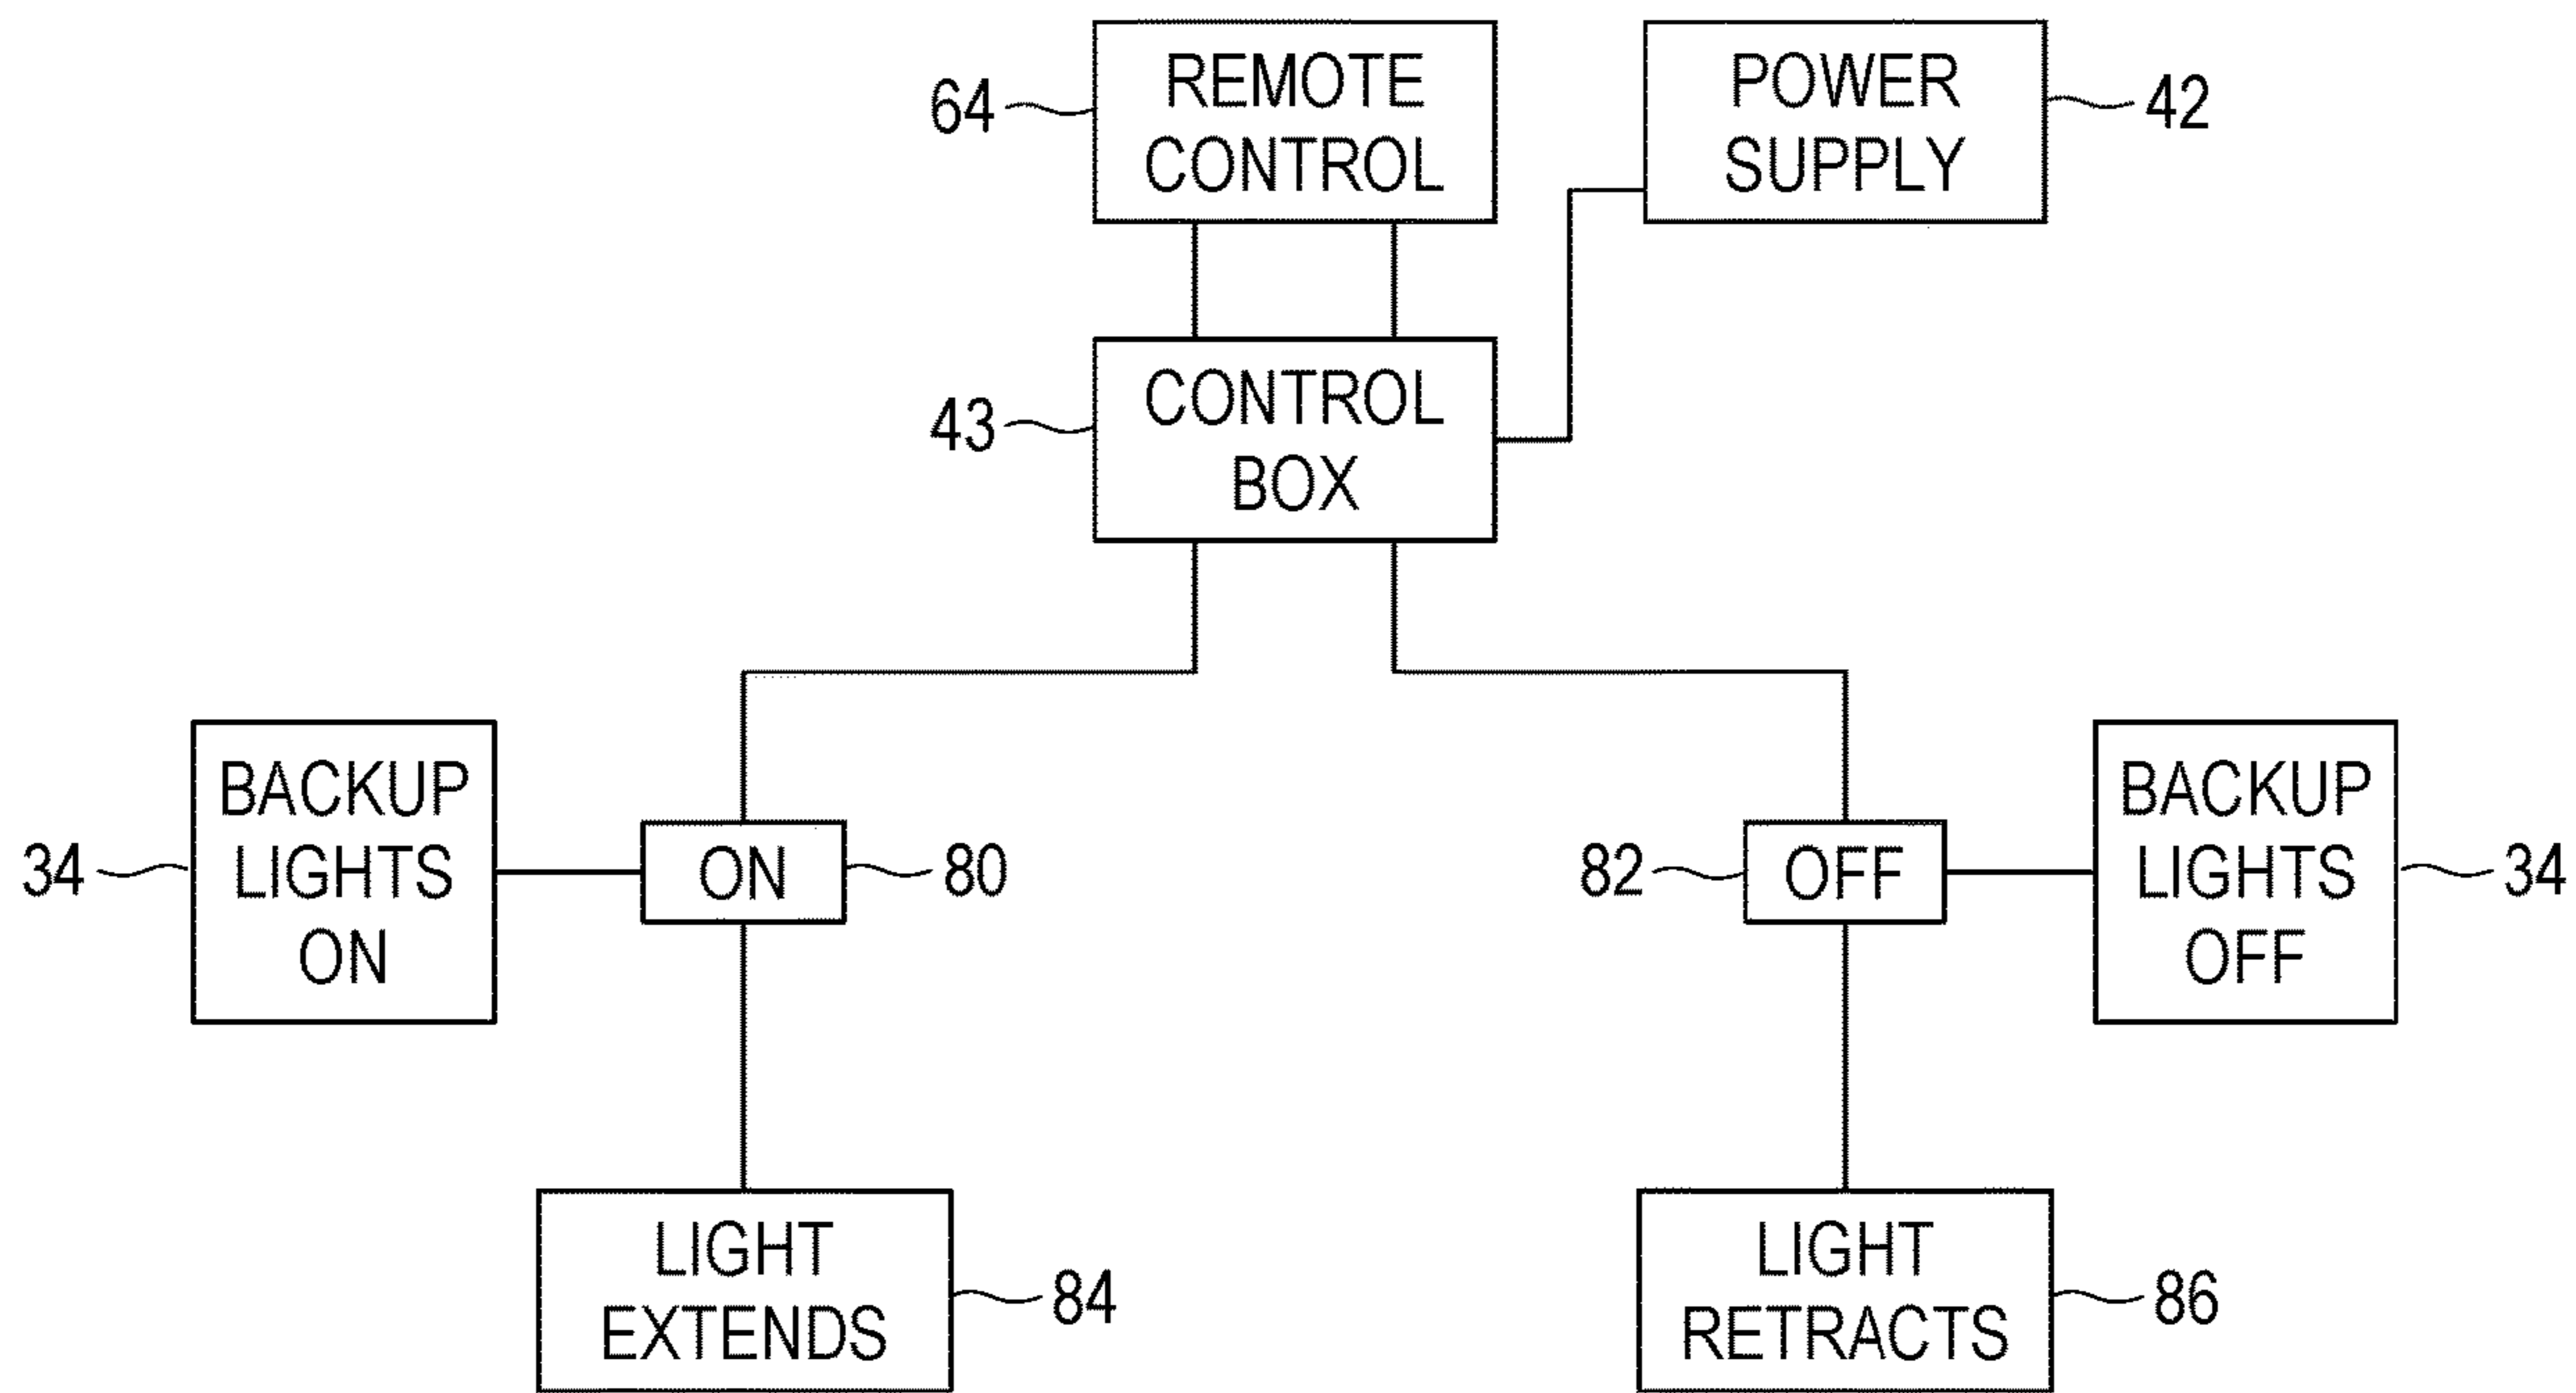 64
REMOTE
CONTROL
POWER
SUPPLY
42
43
CONTROL
BOX
34
BACKUP
LIGHTS
ON
ON
80
82
OFF
BACKUP
LIGHTS
OFF
34
LIGHT
EXTENDS
84
LIGHT
RETRACTS
86